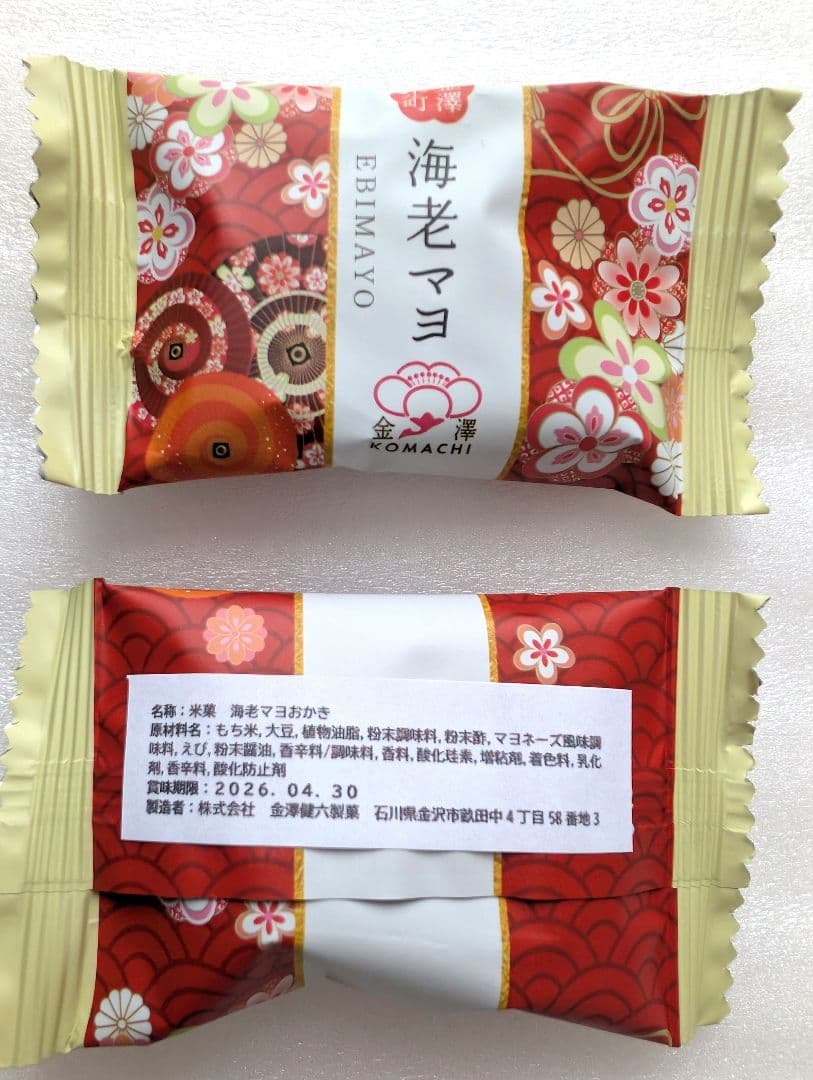 澤
町
海老マヨ
EBIMAYO
金澤
KOMACHI
名称：米菓　海老マヨおかき
原材料名：もち米, 大豆, 植物油脂, 粉末調味料, 粉末酢, マヨネーズ風味調
味料, えび, 粉末醤油, 香辛料/調味料, 香料, 酸化珪素, 増粘剤, 着色料, 乳化
剤, 香辛料, 酸化防止剤
賞味期限：2026. 04. 30
製造者：株式会社　金澤健六製菓　石川県金沢市畝田中4丁目58番地3